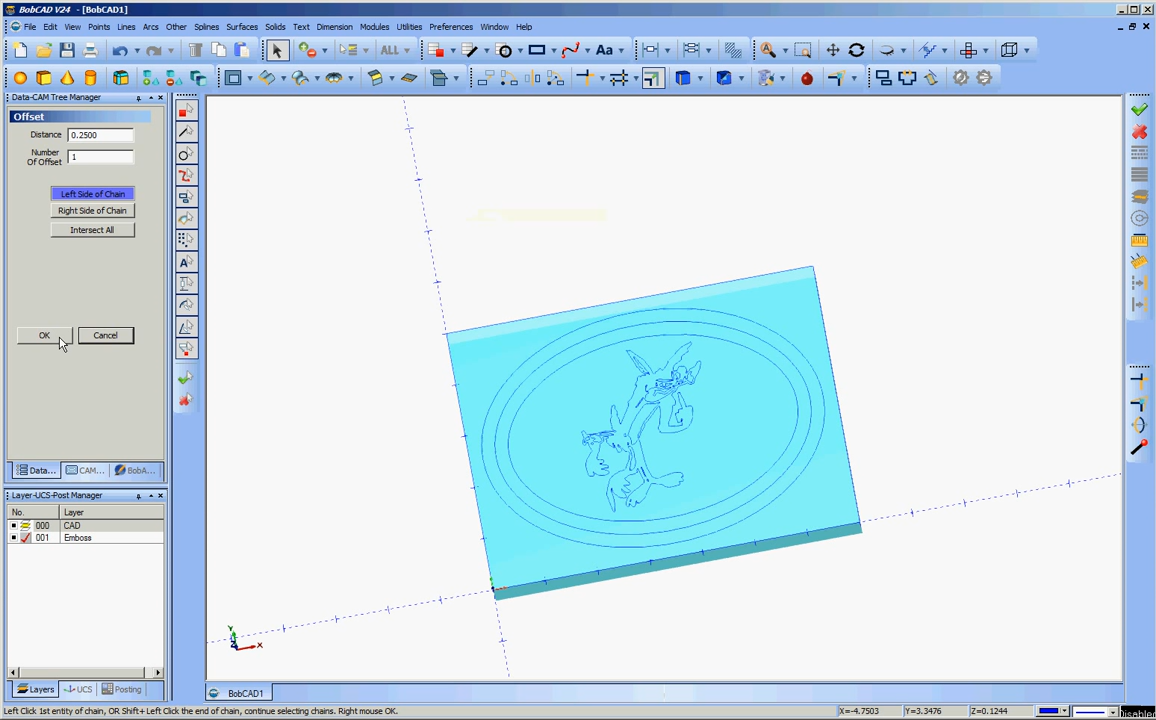 BobCAD V24 - [BobCAD1]
File Edit View Points Lines Arcs Other Splines Surfaces Solids Text Dimension Modules Utilities Preferences Window Help
ALL
Aa
Data-CAM Tree Manager
Offset
Distance 0.2500
Number
Of Offset 1
Left Side of Chain
Right Side of Chain
Intersect All
OK Cancel
Data... CAM... BobA...
Layer-UCS-Post Manager
No. Layer
000 CAD
001 Emboss
Layers UCS Posting
A
Y
Z
X
BobCAD1
Left Click 1st entity of chain, OR Shift+ Left Click the end of chain, continue selecting chains. Right mouse OK.
X=-4.7503 Y=3.3476 Z=0.1244
Disabled